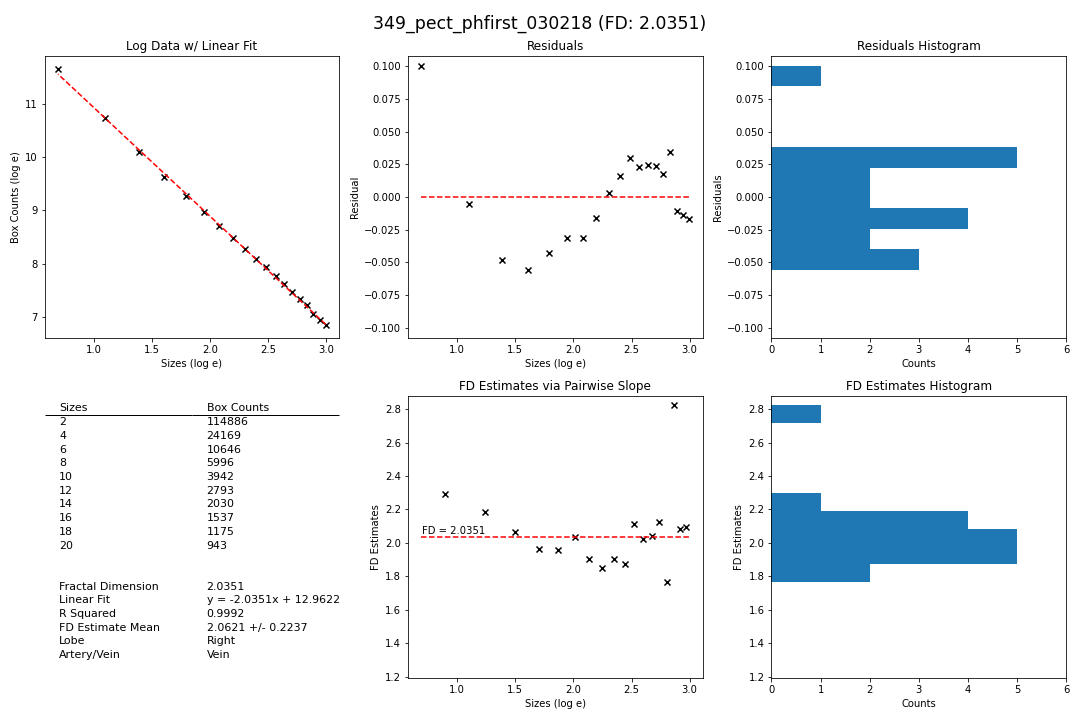 349_pect_phfirst_030218 (FD: 2.0351)
Log Data w/ Linear Fit
Box Counts (log e)
11
10
9
8
7
1.0 1.5 2.0 2.5 3.0
Sizes (log e)
Residuals
Residual
0.100
0.075
0.050
0.025
0.000
−0.025
−0.050
−0.075
−0.100
1.0 1.5 2.0 2.5 3.0
Sizes (log e)
Residuals Histogram
Residuals
0.100
0.075
0.050
0.025
0.000
−0.025
−0.050
−0.075
−0.100
0 1 2 3 4 5 6
Counts
Sizes Box Counts
2 114886
4 24169
6 10646
8 5996
10 3942
12 2793
14 2030
16 1537
18 1175
20 943
Fractal Dimension 2.0351
Linear Fit y = -2.0351x + 12.9622
R Squared 0.9992
FD Estimate Mean 2.0621 +/- 0.2237
Lobe Right
Artery/Vein Vein
FD Estimates via Pairwise Slope
FD Estimates
2.8
2.6
2.4
2.2
2.0
1.8
1.6
1.4
1.2
FD = 2.0351
1.0 1.5 2.0 2.5 3.0
Sizes (log e)
FD Estimates Histogram
FD Estimates
2.8
2.6
2.4
2.2
2.0
1.8
1.6
1.4
1.2
0 1 2 3 4 5 6
Counts